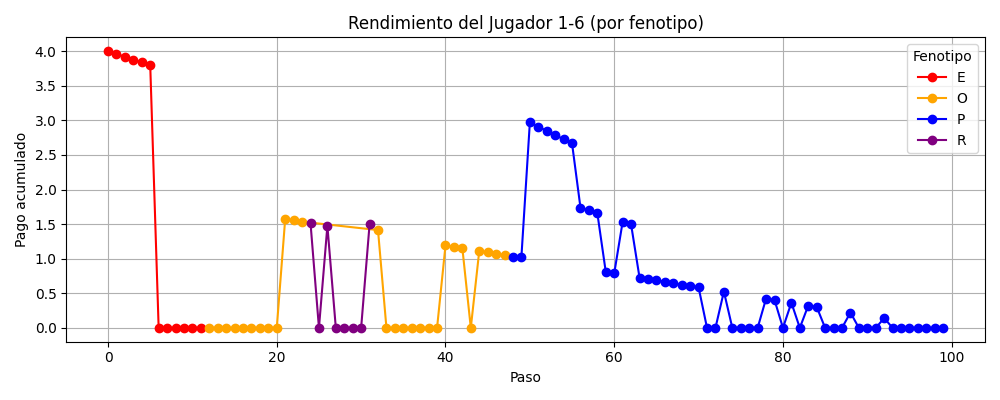 Rendimiento del Jugador 1-6 (por fenotipo)
Pago acumulado
4.0
3.5
3.0
2.5
2.0
1.5
1.0
0.5
0.0
Fenotipo
E
O
P
R
0
20
40
60
80
100
Paso